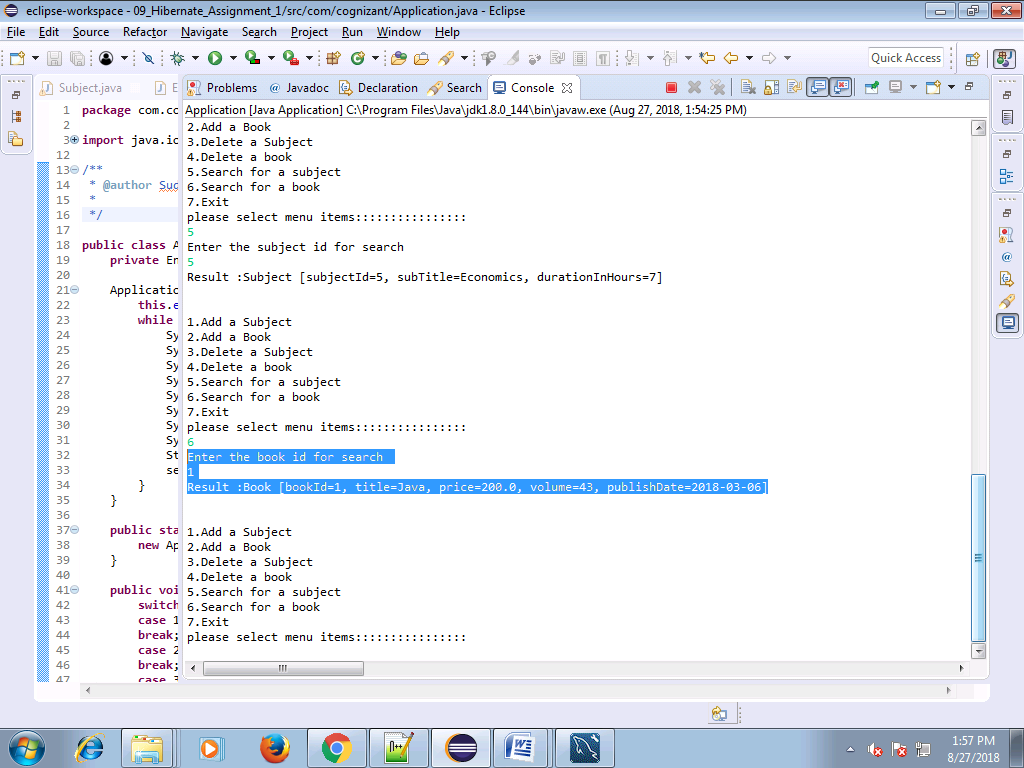 eclipse-workspace - 09_Hibernate_Assignment_1/src/com/cognizant/Application.java - Eclipse
File Edit Source Refactor Navigate Search Project Run Window Help
Quick Access
Subject.java
Problems @ Javadoc Declaration Search Console
Application [Java Application] C:\Program Files\Java\jdk1.8.0_144\bin\javaw.exe (Aug 27, 2018, 1:54:25 PM)
1 package com.co
2
3 import java.io
12
13 /**
14 * @author Suc
15 *
16 */
17
18 public class A
19 private En
20
21 Applicatio
22 this.e
23 while
24 Sy
25 Sy
26 Sy
27 Sy
28 Sy
29 Sy
30 Sy
31 Sy
32 St
33 se
34 }
35 }
36
37 public sta
38 new Ap
39 }
40
41 public voi
42 switch
43 case 1
44 break;
45 case 2
46 break;
47 case 3
2.Add a Book
3.Delete a Subject
4.Delete a book
5.Search for a subject
6.Search for a book
7.Exit
please select menu items::::::::::::::::
5
Enter the subject id for search
5
Result :Subject [subjectId=5, subTitle=Economics, durationInHours=7]
1.Add a Subject
2.Add a Book
3.Delete a Subject
4.Delete a book
5.Search for a subject
6.Search for a book
7.Exit
please select menu items::::::::::::::::
6
Enter the book id for search
1
Result :Book [bookId=1, title=Java, price=200.0, volume=43, publishDate=2018-03-06]
1.Add a Subject
2.Add a Book
3.Delete a Subject
4.Delete a book
5.Search for a subject
6.Search for a book
7.Exit
please select menu items::::::::::::::::
1:57 PM
8/27/2018